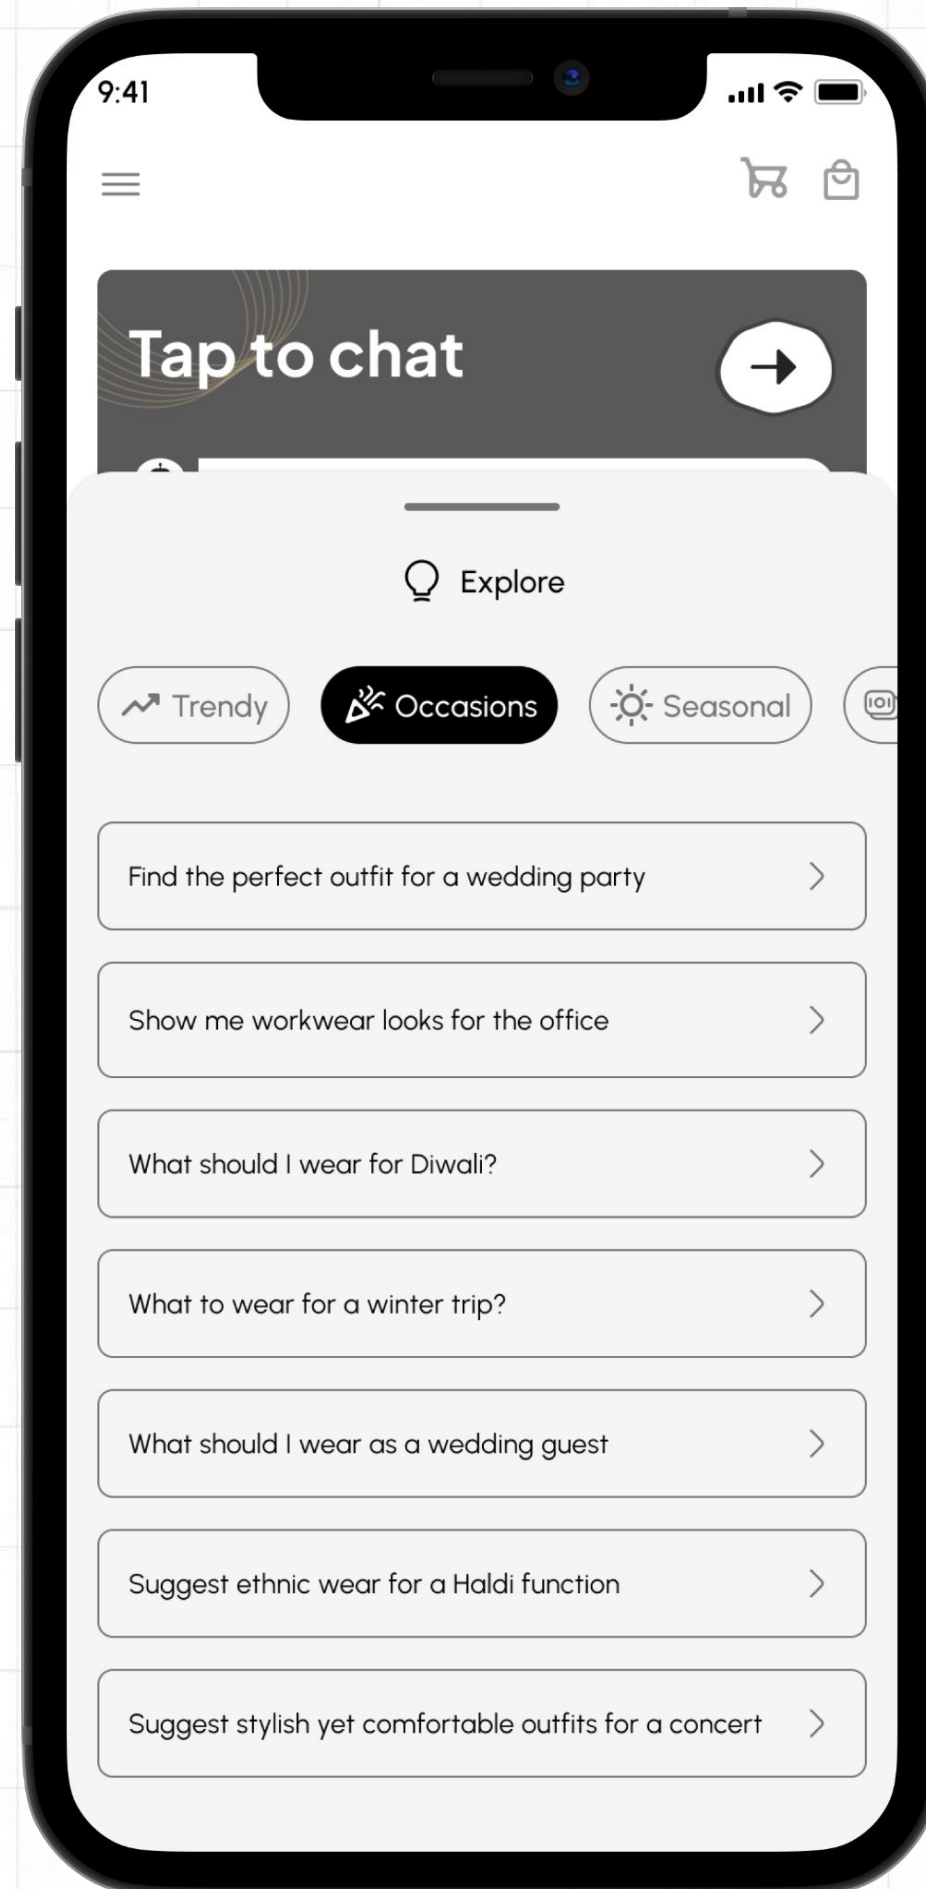 9:41
Tap to chat
Explore
Trendy
Occasions
Seasonal
Find the perfect outfit for a wedding party
Show me workwear looks for the office
What should I wear for Diwali?
What to wear for a winter trip?
What should I wear as a wedding guest
Suggest ethnic wear for a Haldi function
Suggest stylish yet comfortable outfits for a concert